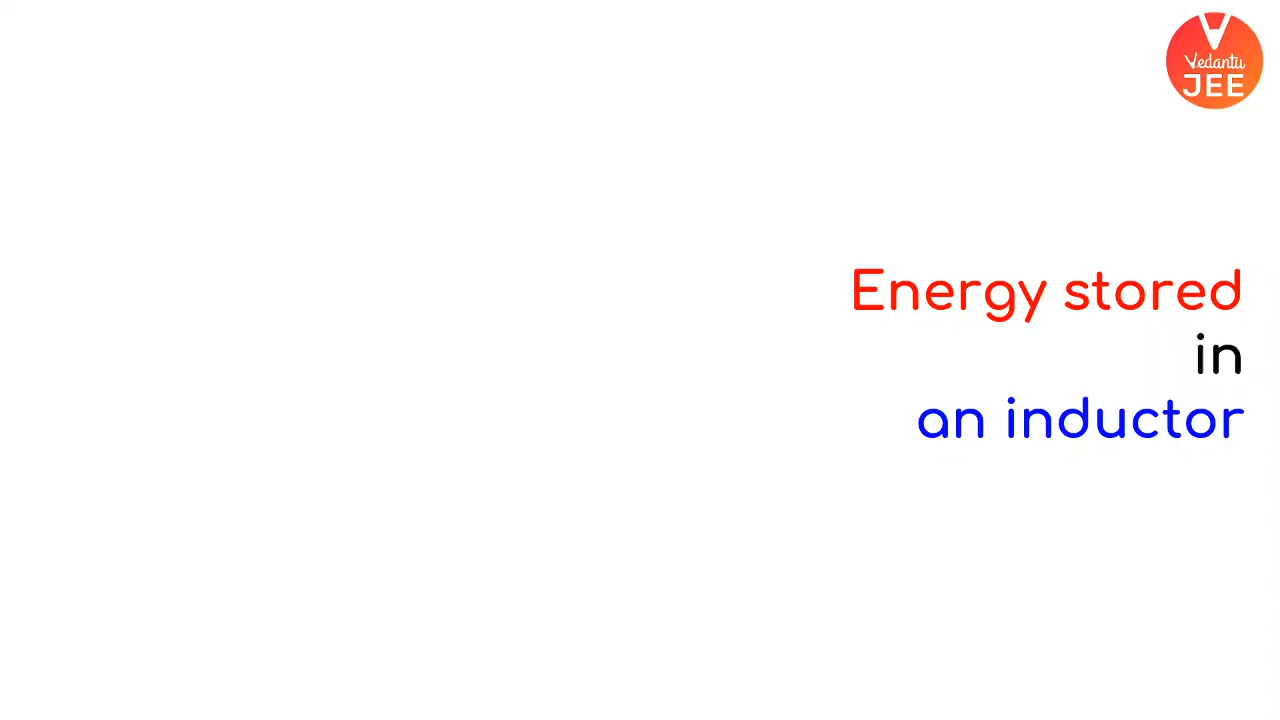 Vedantu
JEE
Energy stored
in
an inductor